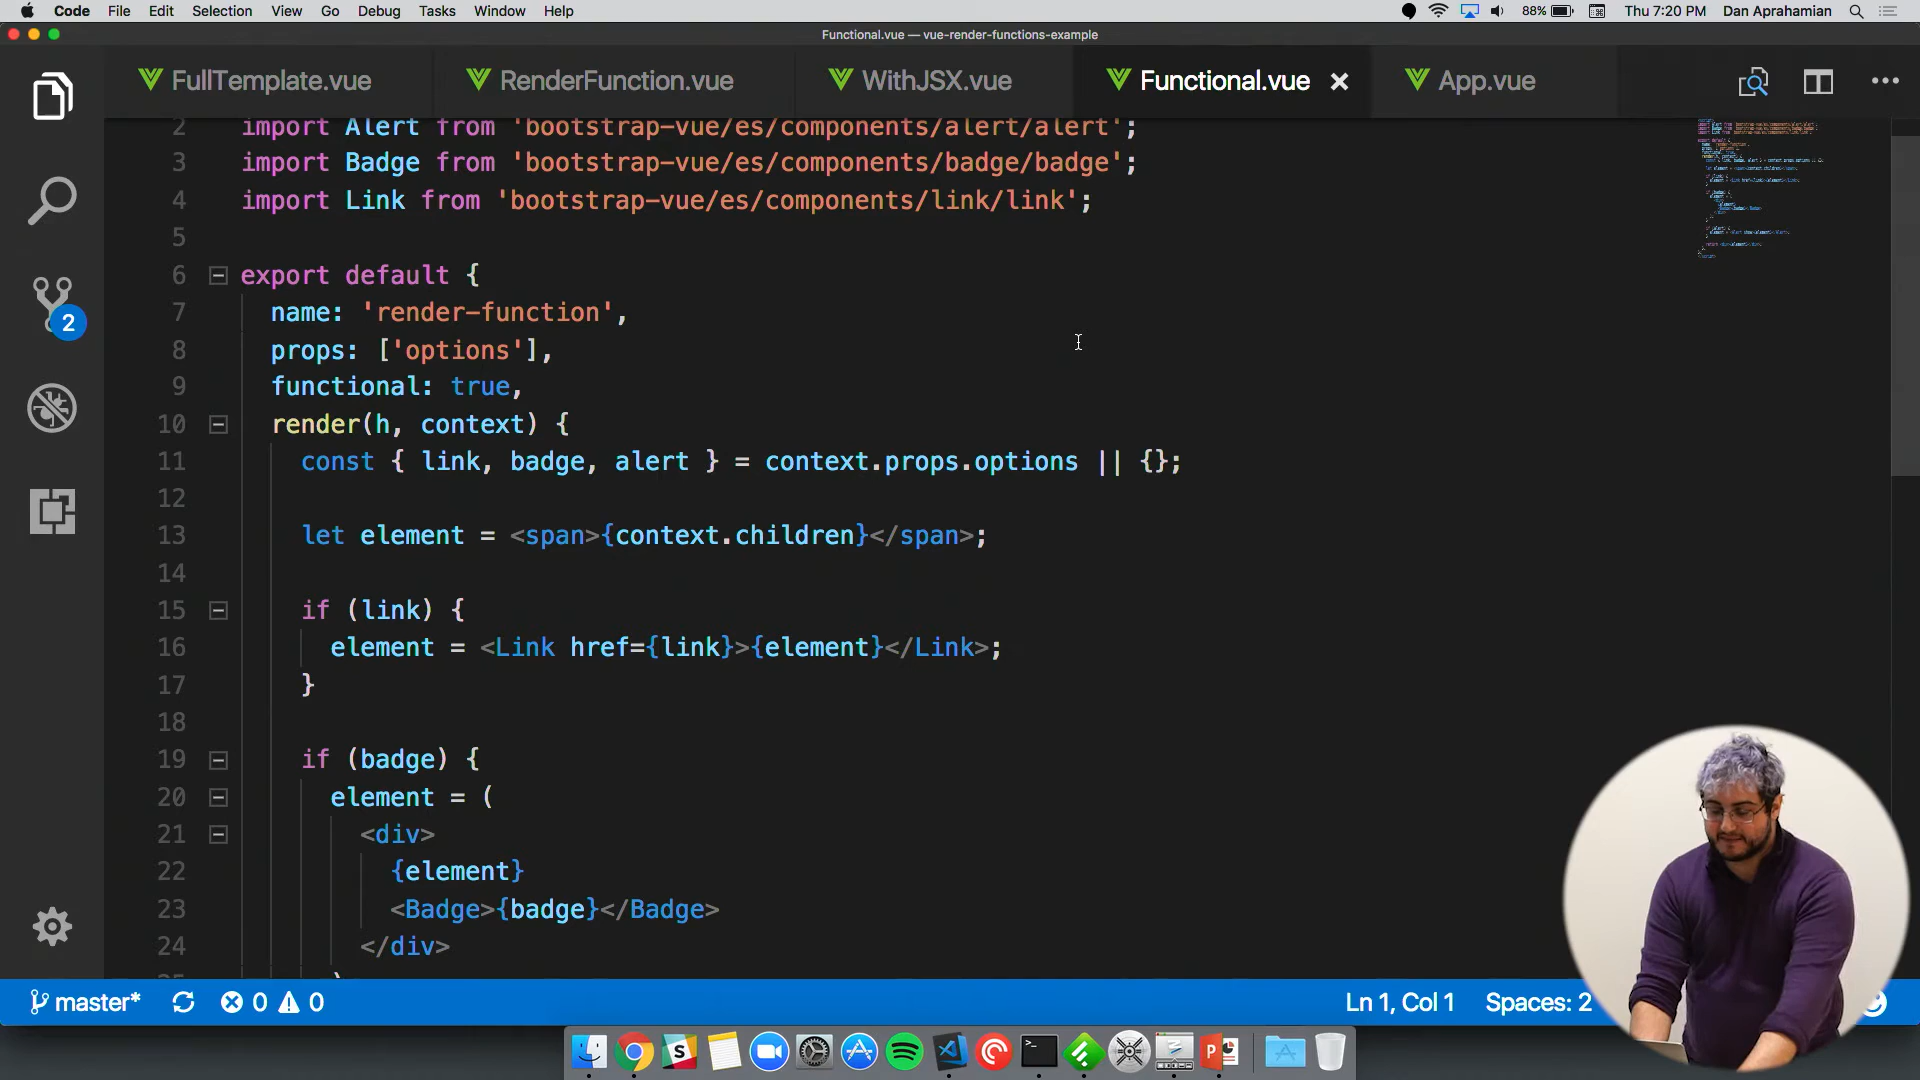 Code File Edit Selection View Go Debug Tasks Window Help 88% Thu 7:20 PM Dan Aprahamian
Functional.vue — vue-render-functions-example
FullTemplate.vue RenderFunction.vue WithJSX.vue Functional.vue App.vue
2 import Alert from 'bootstrap-vue/es/components/alert/alert';
3 import Badge from 'bootstrap-vue/es/components/badge/badge';
4 import Link from 'bootstrap-vue/es/components/link/link';
5
6 export default {
7 name: 'render-function',
8 props: ['options'],
9 functional: true,
10 render(h, context) {
11 const { link, badge, alert } = context.props.options || {};
12
13 let element = <span>{context.children}</span>;
14
15 if (link) {
16 element = <Link href={link}>{element}</Link>;
17 }
18
19 if (badge) {
20 element = (
21 <div>
22 {element}
23 <Badge>{badge}</Badge>
24 </div>
2
master* 0 0 Ln 1, Col 1 Spaces: 2